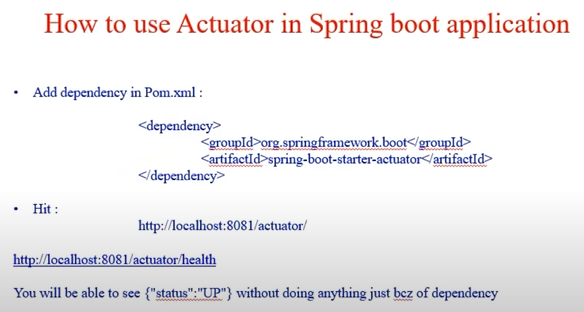 How to use Actuator in Spring boot application
• Add dependency in Pom.xml :
<dependency>
<groupId>org.springframework.boot</groupId>
<artifactId>spring-boot-starter-actuator</artifactId>
</dependency>
• Hit :
http://localhost:8081/actuator/
http://localhost:8081/actuator/health
You will be able to see {"status":"UP"} without doing anything just bcz of dependency